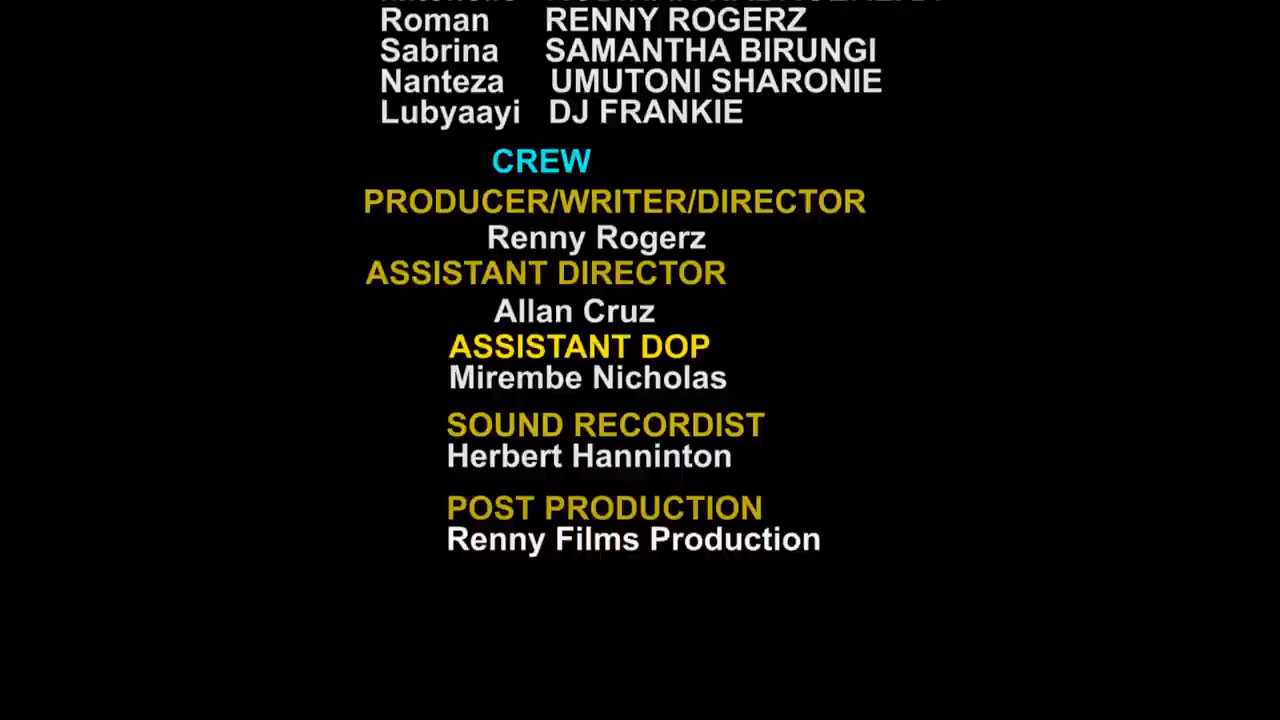 Roman RENNY ROGERZ
Sabrina SAMANTHA BIRUNGI
Nanteza UMUTONI SHARONIE
Lubyaayi DJ FRANKIE
CREW
PRODUCER/WRITER/DIRECTOR
Renny Rogerz
ASSISTANT DIRECTOR
Allan Cruz
ASSISTANT DOP
Mirembe Nicholas
SOUND RECORDIST
Herbert Hanninton
POST PRODUCTION
Renny Films Production